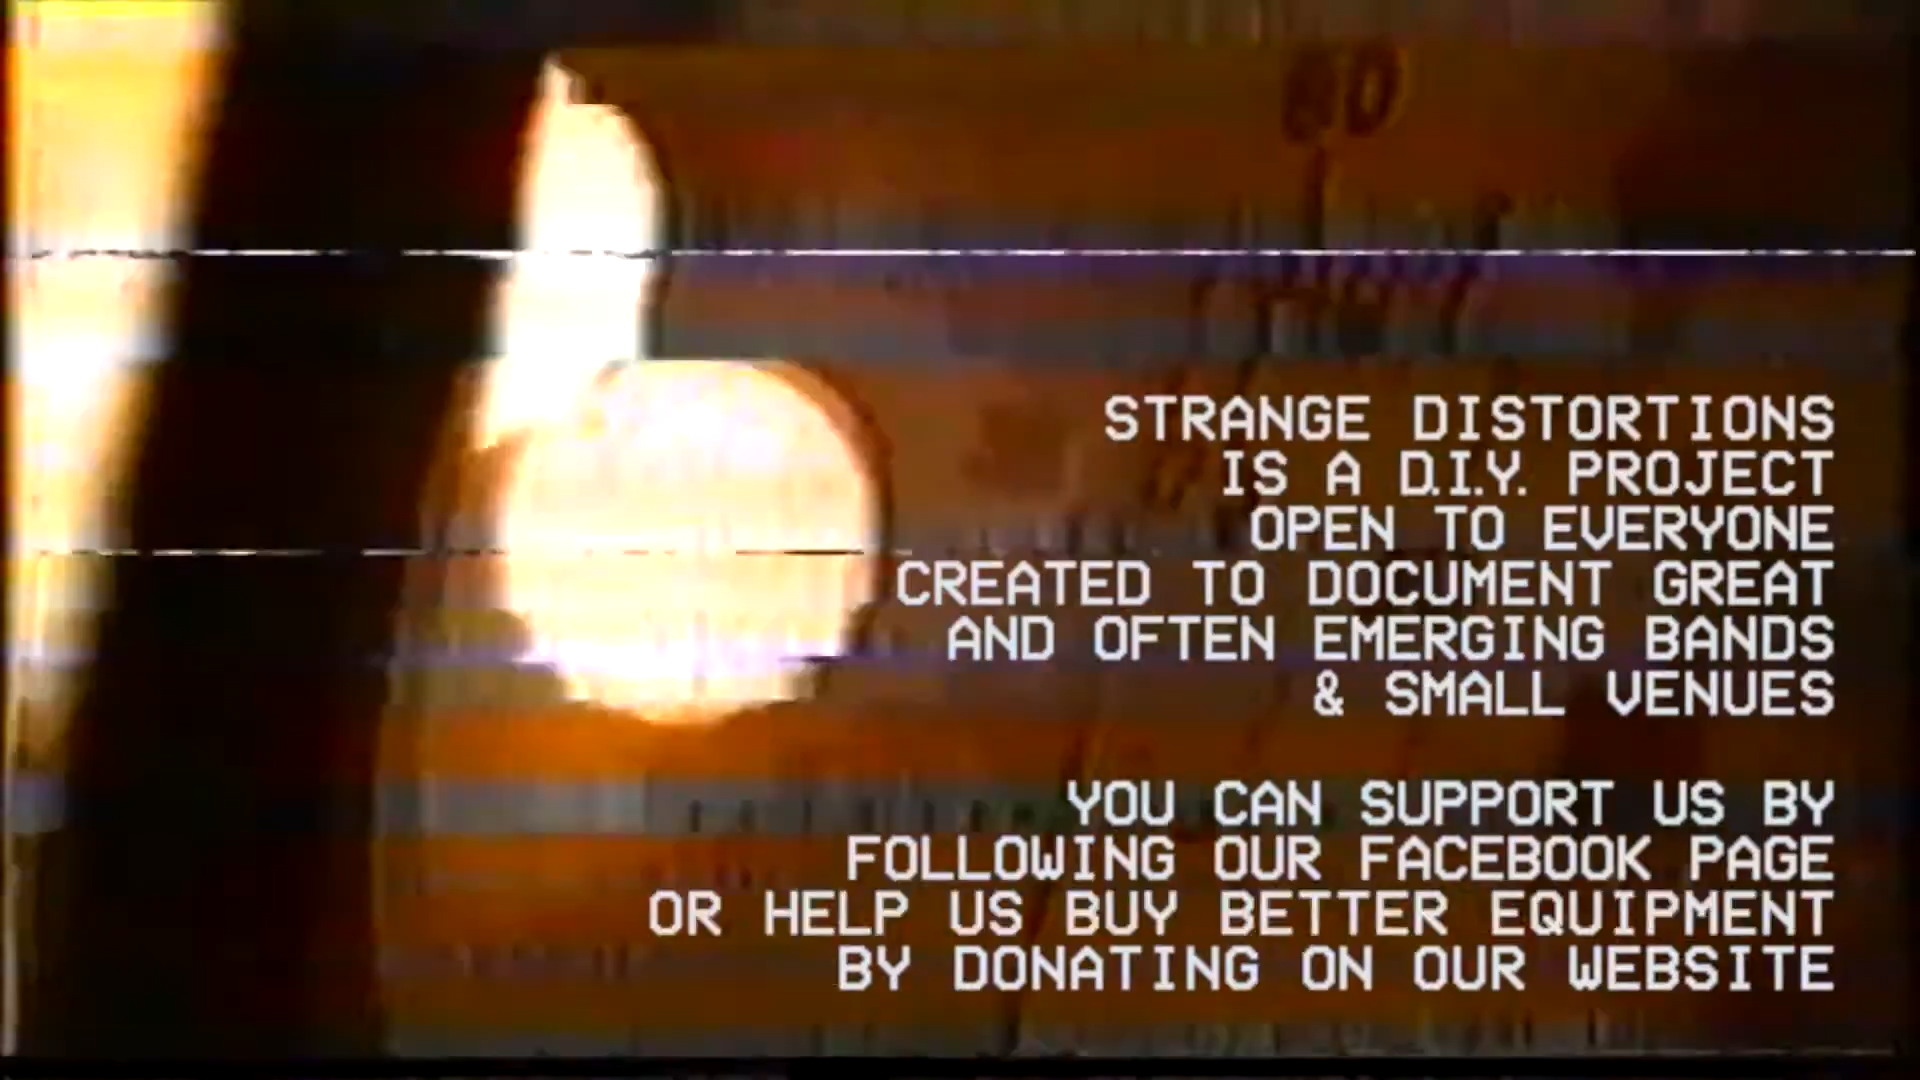 STRANGE DISTORTIONS
IS A D.I.Y. PROJECT
OPEN TO EVERYONE
CREATED TO DOCUMENT GREAT
AND OFTEN EMERGING BANDS
& SMALL VENUES
YOU CAN SUPPORT US BY
FOLLOWING OUR FACEBOOK PAGE
OR HELP US BUY BETTER EQUIPMENT
BY DONATING ON OUR WEBSITE